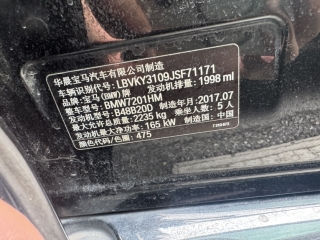 华晨宝马汽车有限公司制造
车辆识别代号: LBVKY3109JSF71171
品牌: 宝马(BMW)牌 发动机排量: 1998 ml
整车型号: BMW7201HM
发动机型号: B48B20D 制造年月: 2017.07
最大允许总质量: 2235 kg 乘坐人数: 5 人
发动机最大净功率: 165 kW 制造国: 中国
颜色代码/色彩: 475